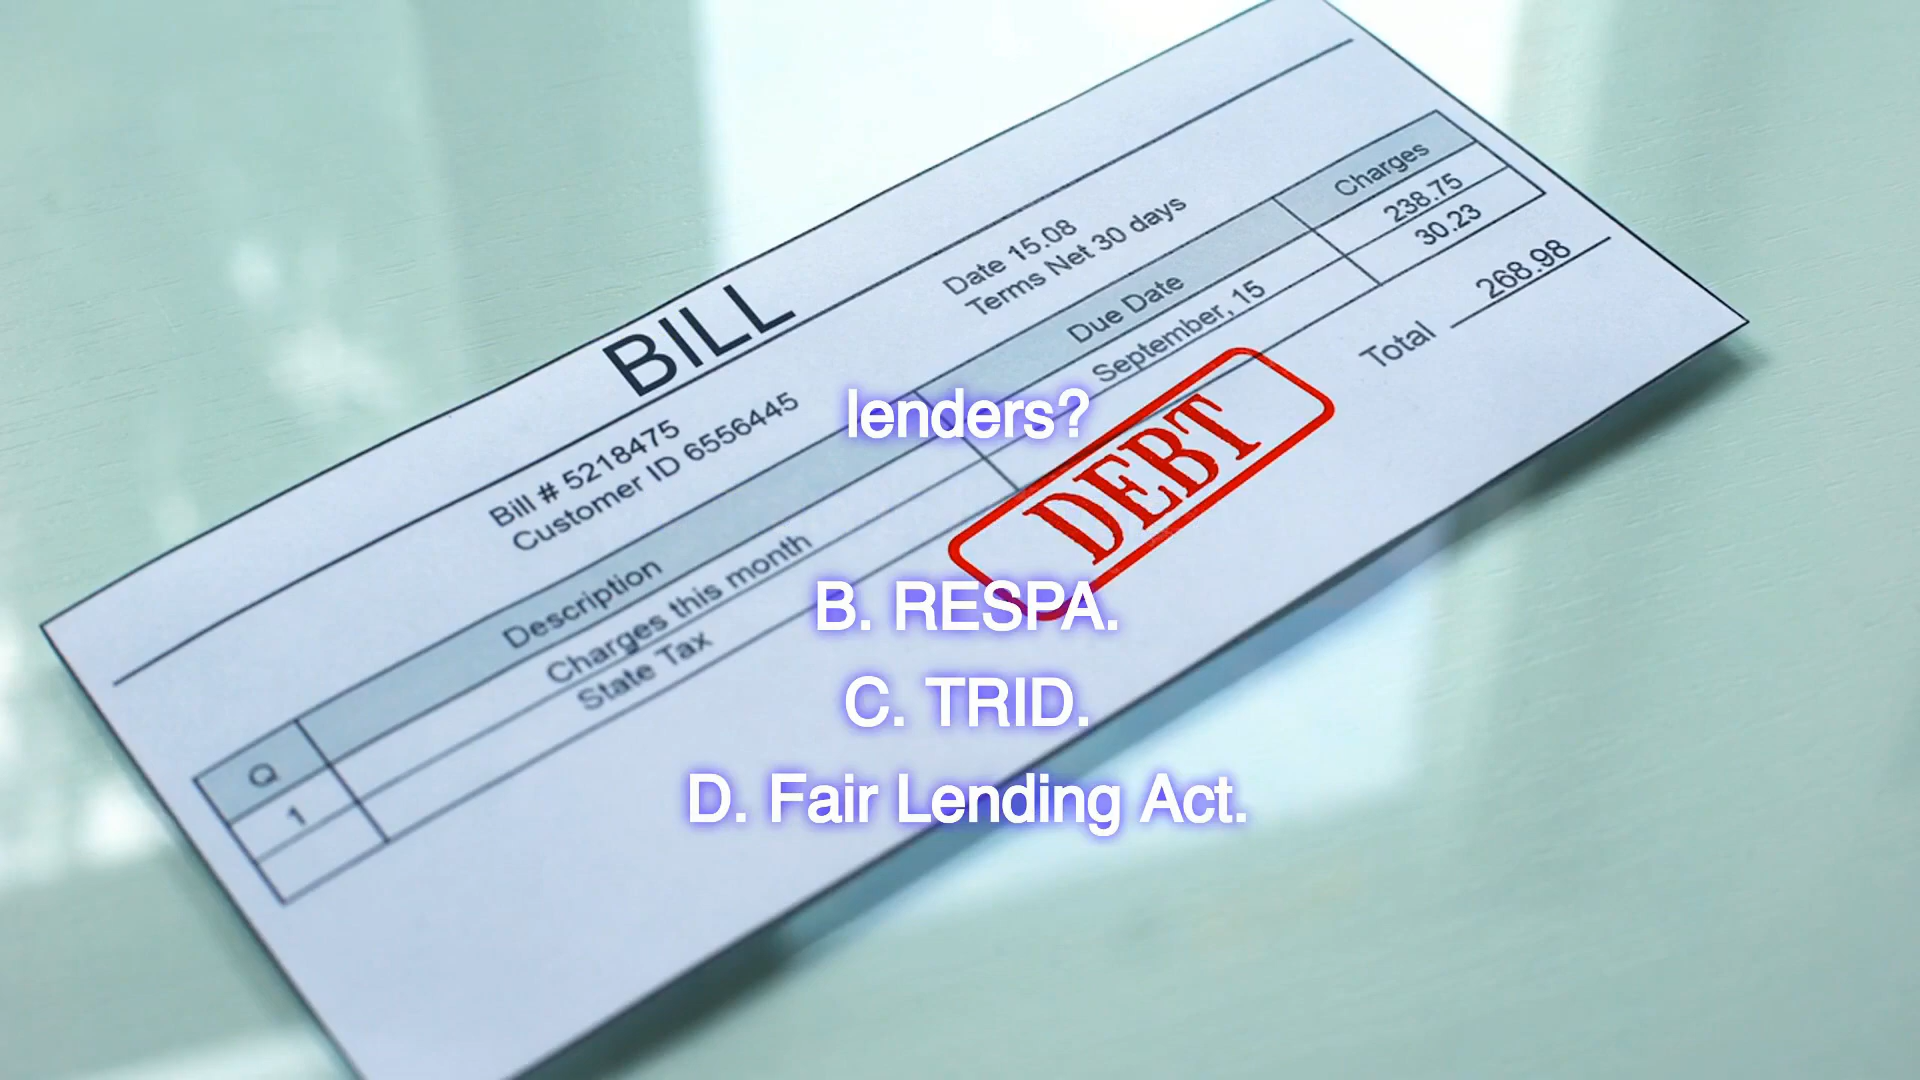 BILL
Date 15.08
Terms Net 30 days
Bill # 5218475
Customer ID 6556445
Q Description Due Date Charges
1 Charges this month September, 15 238.75
State Tax 30.23
Total 268.98
DEBT
lenders?
B. RESPA.
C. TRID.
D. Fair Lending Act.